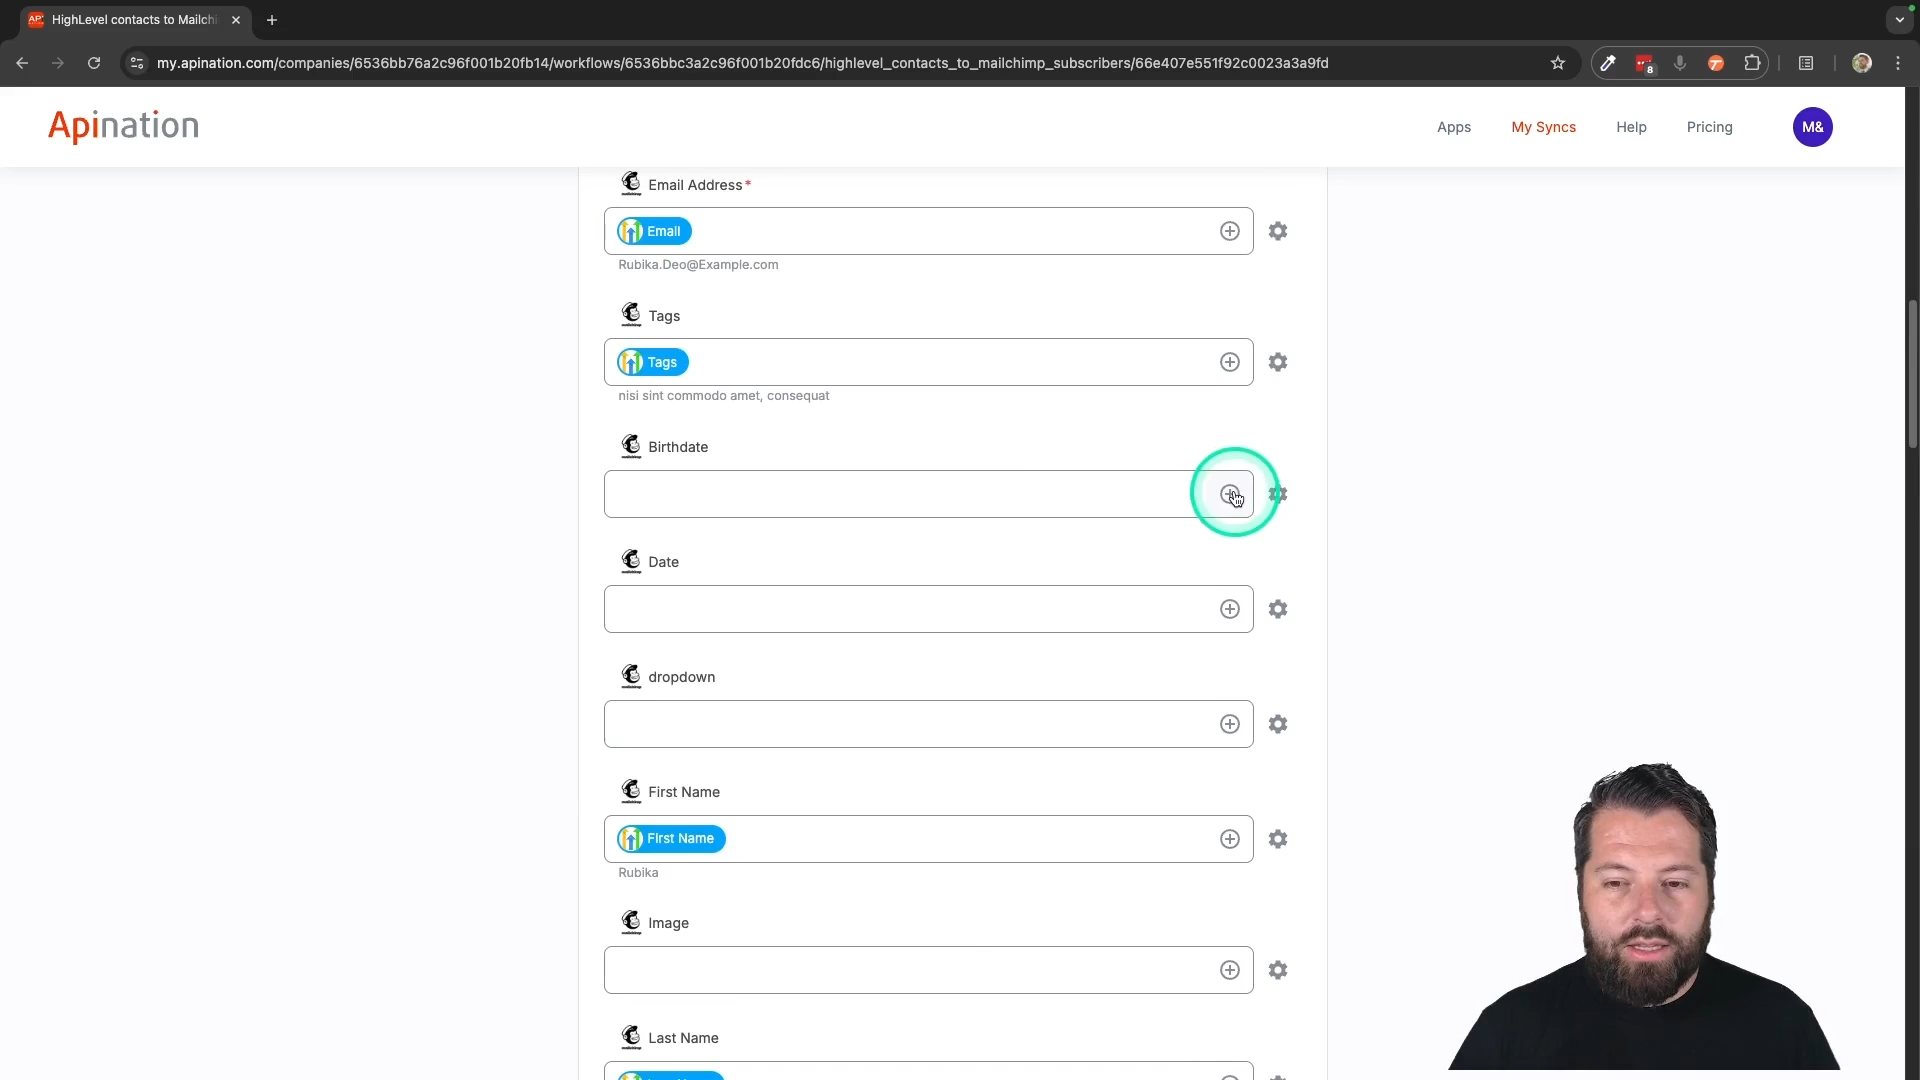 HighLevel contacts to Mailchi
my.apination.com/companies/6536bb76a2c96f001b20fb14/workflows/6536bbc3a2c96f001b20fdc6/highlevel_contacts_to_mailchimp_subscribers/66e407e551f92c0023a3a9fd
8
Apination
Apps
My Syncs
Help
Pricing
M&
Email Address*
Email
Rubika.Deo@Example.com
Tags
Tags
nisi sint commodo amet, consequat
Birthdate
Date
dropdown
First Name
First Name
Rubika
Image
Last Name